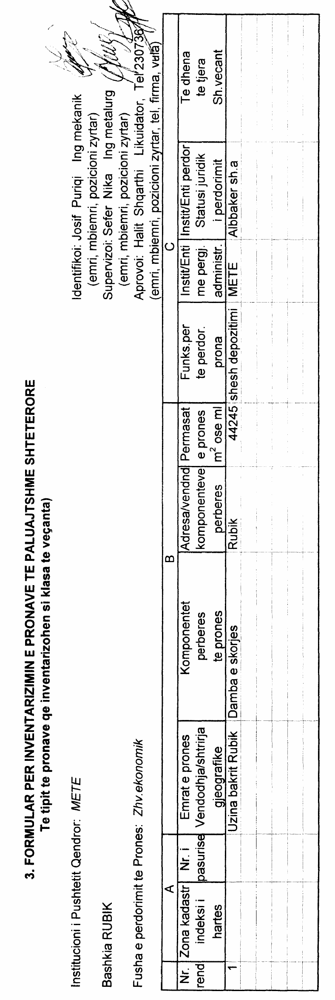 3. FORMULAR PER INVENTARIZIMIN E PRONAVE TE PALUAJTSHME SHTETERORE
Te tipit te pronave qe inventarizohen si klasa te veçanta)
Institucioni i Pushtetit Qendror: METE
Bashkia RUBIK
Fusha e perdorimit te Prones: Zhv.ekonomik
Identifikoi: Josif Puriqi Ing mekanik
(emri, mbiemri, pozicioni zyrtar)
Supervizoi: Sefer Nika Ing metalurg
(emri, mbiemri, pozicioni zyrtar)
Aprovoi: Halit Shqarthi Likuidator, Tel 230736
(emri, mbiemri, pozicioni zyrtar, tel, firma, vula)
A B C
Nr. Zona kadastr Nr. i Emrat e prones Komponentet Adresa/vendnd Permasat Funks.per Instit/Enti Instit/Enti perdor Te dhena
rend indeksi i pasurise Vendodhja/shtrirja perberes komponenteve e prones te perdor. me pergj. Statusi juridik te tjera
hartes gjeografike te prones perberes m² ose ml prona administr. i perdorimit Sh.vecant
1 Uzina bakrit Rubik Damba e skorjes Rubik 44245 shesh depozitimi METE Albbaker sh.a